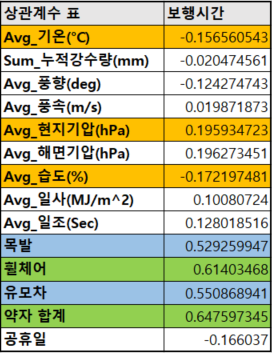 상관계수 표 보행시간
Avg_기온(°C) -0.156560543
Sum_누적강수량(mm) -0.020474561
Avg_풍향(deg) -0.124274743
Avg_풍속(m/s) 0.019871873
Avg_현지기압(hPa) 0.195934723
Avg_해면기압(hPa) 0.196273451
Avg_습도(%) -0.172197481
Avg_일사(MJ/m^2) 0.10080724
Avg_일조(Sec) 0.128018516
목발 0.529259947
휠체어 0.61403468
유모차 0.550868941
약자 합계 0.647597345
공휴일 -0.166037